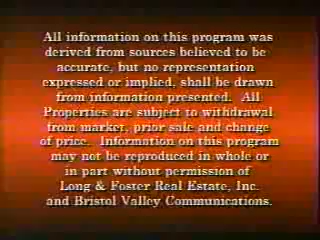 All information on this program was
derived from sources believed to be
accurate, but no representation
expressed or implied, shall be drawn
from information presented. All
Properties are subject to withdrawal
from market, prior sale and change
of price. Information on this program
may not be reproduced in whole or
in part without permission of
Long & Foster Real Estate, Inc.
and Bristol Valley Communications.